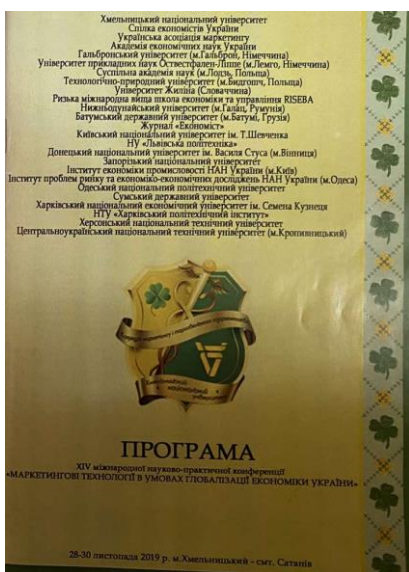 Хмельницький національний університет
Спілка економістів України
Українська асоціація маркетингу
Академія економічних наук України
Гальбронський університет (м.Гальброн, Німеччина)
Університет прикладних наук Оствестфален-Ліппе (м.Лемго, Німеччина)
Суспільна академія наук (м.Лодзь, Польща)
Технологічно-природничий університет (м.Бидгощ, Польща)
Університет Жиліна (Словаччина)
Ризька міжнародна вища школа економіки та управління RISEBA
Нижньодунайський університет (м.Галац, Румунія)
Батумський державний університет (м.Батумі, Грузія)
Журнал «Економіст»
Київський національний університет ім. Т.Шевченка
НУ «Львівська політехніка»
Донецький національний університет ім. Василя Стуса (м.Вінниця)
Запорізький національний університет
Інститут економіки промисловості НАН України (м.Київ)
Інститут проблем ринку та економіко-економічних досліджень НАН України (м.Одеса)
Одеський національний політехнічний університет
Сумський державний університет
Харківський національний економічний університет ім. Семена Кузнеця
НТУ «Харківський політехнічний інститут»
Херсонський національний технічний університет
Центральноукраїнський національний технічний університет (м.Кропивницький)
Хмельницький
національний
університет
ПРОГРАМА
XIV міжнародної науково-практичної конференції
«МАРКЕТИНГОВІ ТЕХНОЛОГІЇ В УМОВАХ ГЛОБАЛІЗАЦІЇ ЕКОНОМІКИ УКРАЇНИ»
28-30 листопада 2019 р. м.Хмельницький - смт. Сатанів